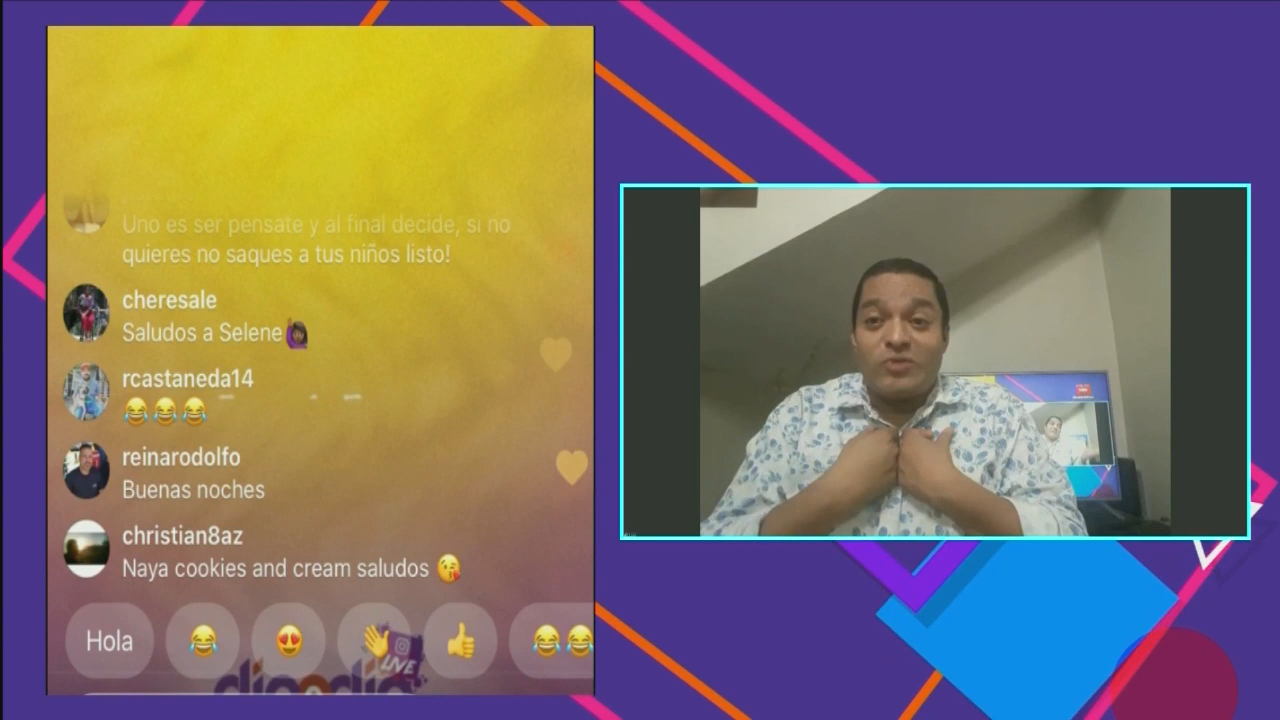 Uno es ser pensate y al final decide, si no
quieres no saques a tus niños listo!
cheresale
Saludos a Selene🙋🏾‍♀️
rcastaneda14
😂😂😂
reinarodolfo
Buenas noches
christian8az
Naya cookies and cream saludos 😘
Hola
LIVE